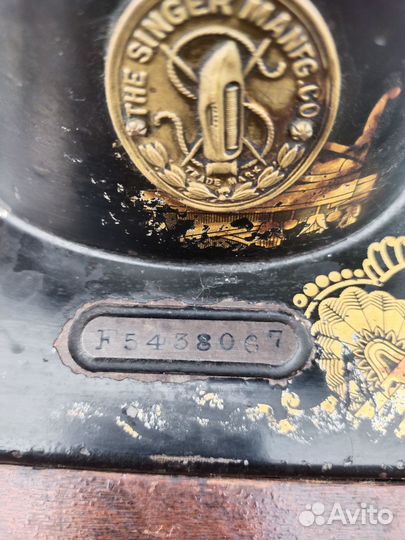 THE SINGER MANFG. CO
TRADE MARK
F5438067
Avito